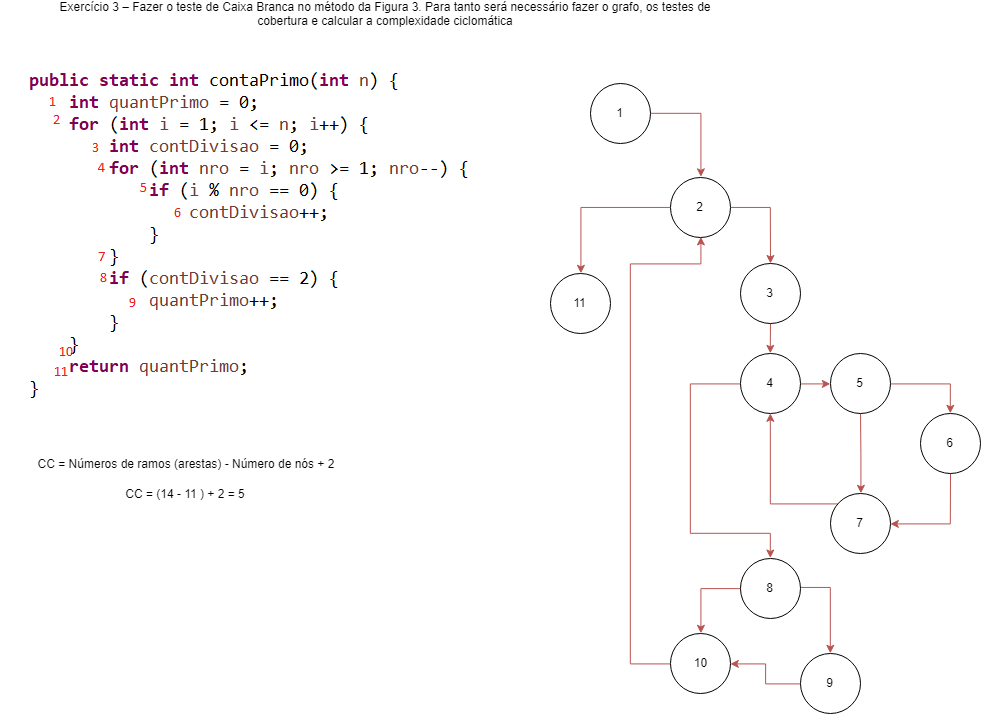 Exercício 3 – Fazer o teste de Caixa Branca no método da Figura 3. Para tanto será necessário fazer o grafo, os testes de
cobertura e calcular a complexidade ciclomática
public static int contaPrimo(int n) {
1 int quantPrimo = 0;
2 for (int i = 1; i <= n; i++) {
3 int contDivisao = 0;
4 for (int nro = i; nro >= 1; nro--) {
5 if (i % nro == 0) {
6 contDivisao++;
}
7 }
8 if (contDivisao == 2) {
9 quantPrimo++;
}
10 }
11 return quantPrimo;
}
CC = Números de ramos (arestas) - Número de nós + 2
CC = (14 - 11 ) + 2 = 5
1
2
11
3
4
5
6
7
8
10
9